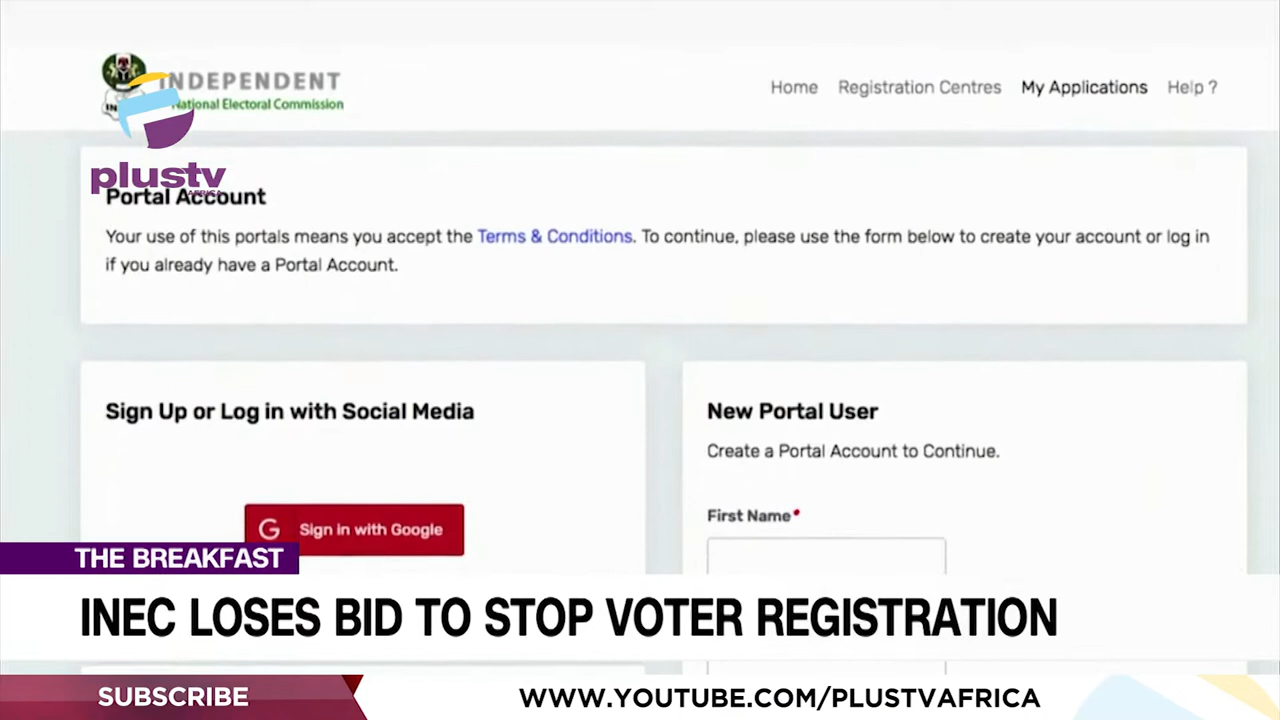 INDEPENDENT
National Electoral Commission
Home Registration Centres My Applications Help ?
plustv
AFRICA
Portal Account
Your use of this portals means you accept the Terms & Conditions. To continue, please use the form below to create your account or log in
if you already have a Portal Account.
Sign Up or Log in with Social Media
G Sign in with Google
New Portal User
Create a Portal Account to Continue.
First Name•
THE BREAKFAST
INEC LOSES BID TO STOP VOTER REGISTRATION
SUBSCRIBE
WWW.YOUTUBE.COM/PLUSTVAFRICA